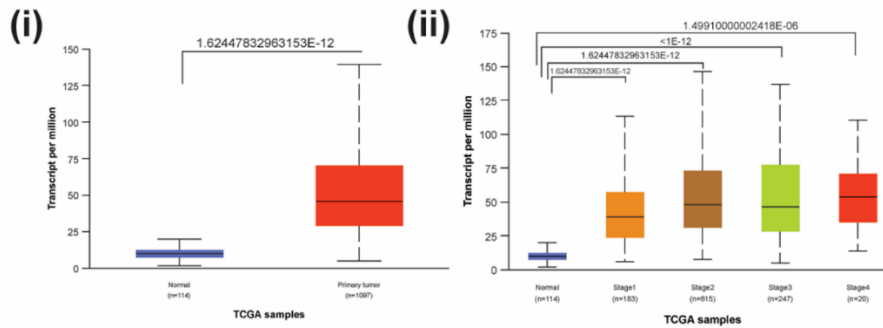 (i)
1.62447832963153E-12
150
125
100
75
50
25
0
Transcript per million
Normal
(n=114)
Primary tumor
(n=1097)
TCGA samples
(ii)
1.49910000002418E-06
<1E-12
1.62447832963153E-12
1.62447832963153E-12
175
150
125
100
75
50
25
0
Transcript per million
Normal
(n=114)
Stage1
(n=183)
Stage2
(n=615)
Stage3
(n=247)
Stage4
(n=20)
TCGA samples